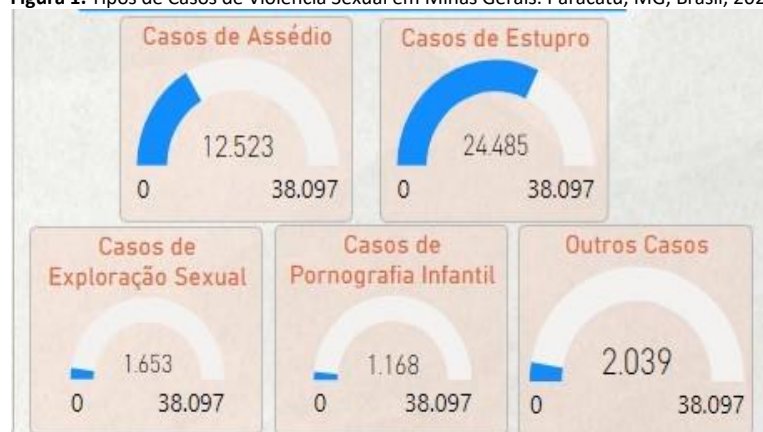 Figura 1. Tipos de Casos de Violência Sexual em Minas Gerais. Paracatu, MG, Brasil,
Casos de Assédio
12.523
0 38.097
Casos de Estupro
24.485
0 38.097
Casos de
Exploração Sexual
1.653
0 38.097
Casos de
Pornografia Infantil
1.168
0 38.097
Outros Casos
2.039
0 38.097